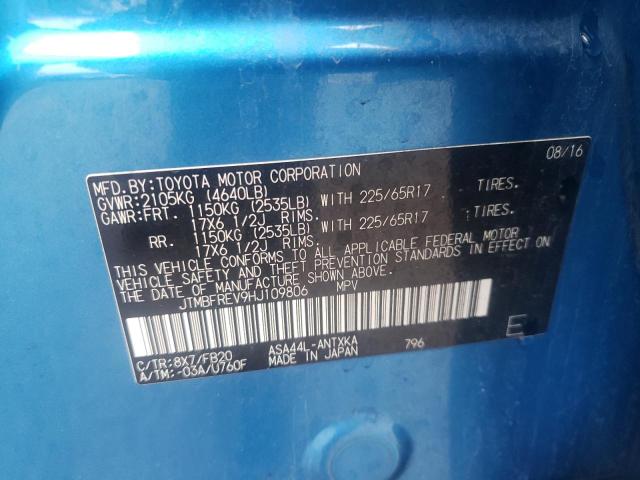 MFD.BY:TOYOTA MOTOR CORPORATION 08/16
GVWR:2105KG (4640LB)
GAWR:FRT. 1150KG (2535LB) WITH 225/65R17 TIRES.
17X6 1/2J RIMS.
RR. 1150KG (2535LB) WITH 225/65R17 TIRES.
17X6 1/2J RIMS.
THIS VEHICLE CONFORMS TO ALL APPLICABLE FEDERAL MOTOR
VEHICLE SAFETY AND THEFT PREVENTION STANDARDS IN EFFECT ON
THE DATE OF MANUFACTURE SHOWN ABOVE.
JTMBFREV9HJ109806 MPV
E
C/TR:8X7/FB20 ASA44L-ANTXKA 796
A/TM:-03A/U760F MADE IN JAPAN